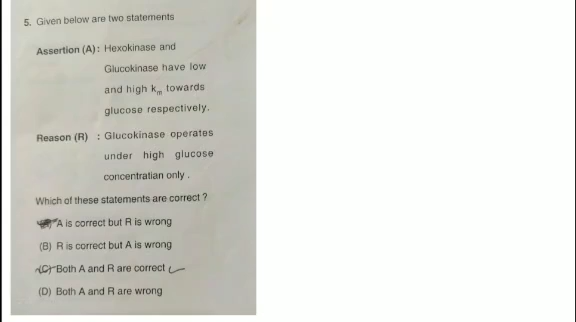 5. Given below are two statements
Assertion (A): Hexokinase and
Glucokinase have low
and high km towards
glucose respectively.
Reason (R) : Glucokinase operates
under high glucose
concentratian only.
Which of these statements are correct ?
A is correct but R is wrong
(B) R is correct but A is wrong
(C) Both A and R are correct
(D) Both A and R are wrong